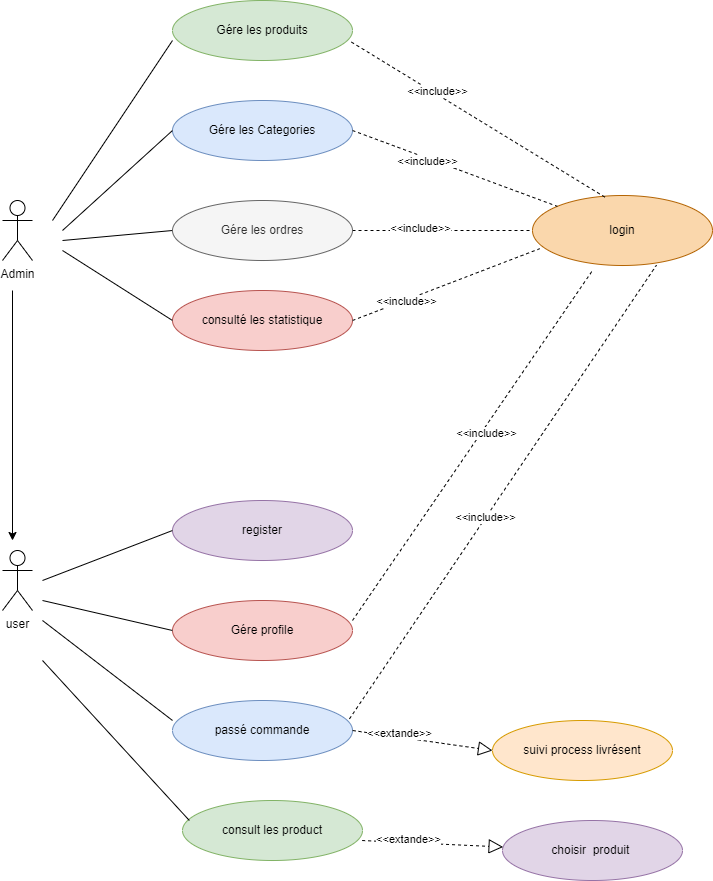 Gére les produits
<<include>>
Gére les Categories
<<include>>
Admin
Gére les ordres
<<include>>
login
consulté les statistique
<<include>>
<<include>>
<<include>>
register
user
Gére profile
passé commande
<<extande>>
suivi process livrésent
consult les product
<<extande>>
choisir  produit